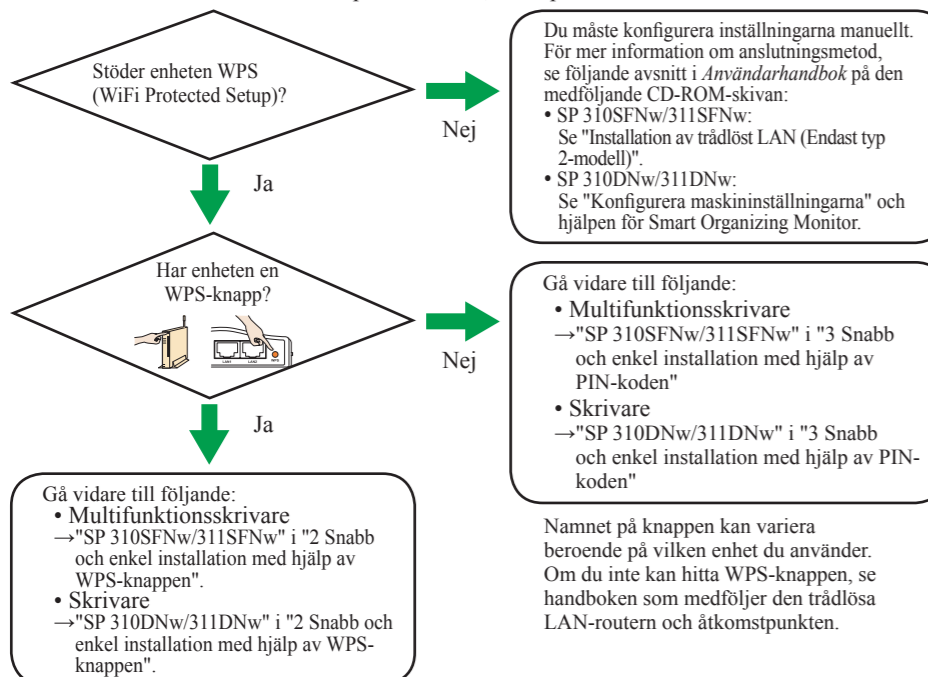 Stöder enheten WPS
(WiFi Protected Setup)?
Nej
Du måste konfigurera inställningarna manuellt.
För mer information om anslutningsmetod,
se följande avsnitt i Användarhandbok på den
medföljande CD-ROM-skivan:
• SP 310SFNw/311SFNw:
Se "Installation av trådlöst LAN (Endast typ
2-modell)".
• SP 310DNw/311DNw:
Se "Konfigurera maskininställningarna" och
hjälpen för Smart Organizing Monitor.
Ja
Har enheten en
WPS-knapp?
LAN1 LAN2 WPS
Nej
Gå vidare till följande:
• Multifunktionsskrivare
→"SP 310SFNw/311SFNw" i "3 Snabb
och enkel installation med hjälp av
PIN-koden"
• Skrivare
→"SP 310DNw/311DNw" i "3 Snabb
och enkel installation med hjälp av PIN-
koden"
Ja
Gå vidare till följande:
• Multifunktionsskrivare
→"SP 310SFNw/311SFNw" i "2 Snabb
och enkel installation med hjälp av
WPS-knappen".
• Skrivare
→"SP 310DNw/311DNw" i "2 Snabb och
enkel installation med hjälp av WPS-
knappen".
Namnet på knappen kan variera
beroende på vilken enhet du använder.
Om du inte kan hitta WPS-knappen, se
handboken som medföljer den trådlösa
LAN-routern och åtkomstpunkten.